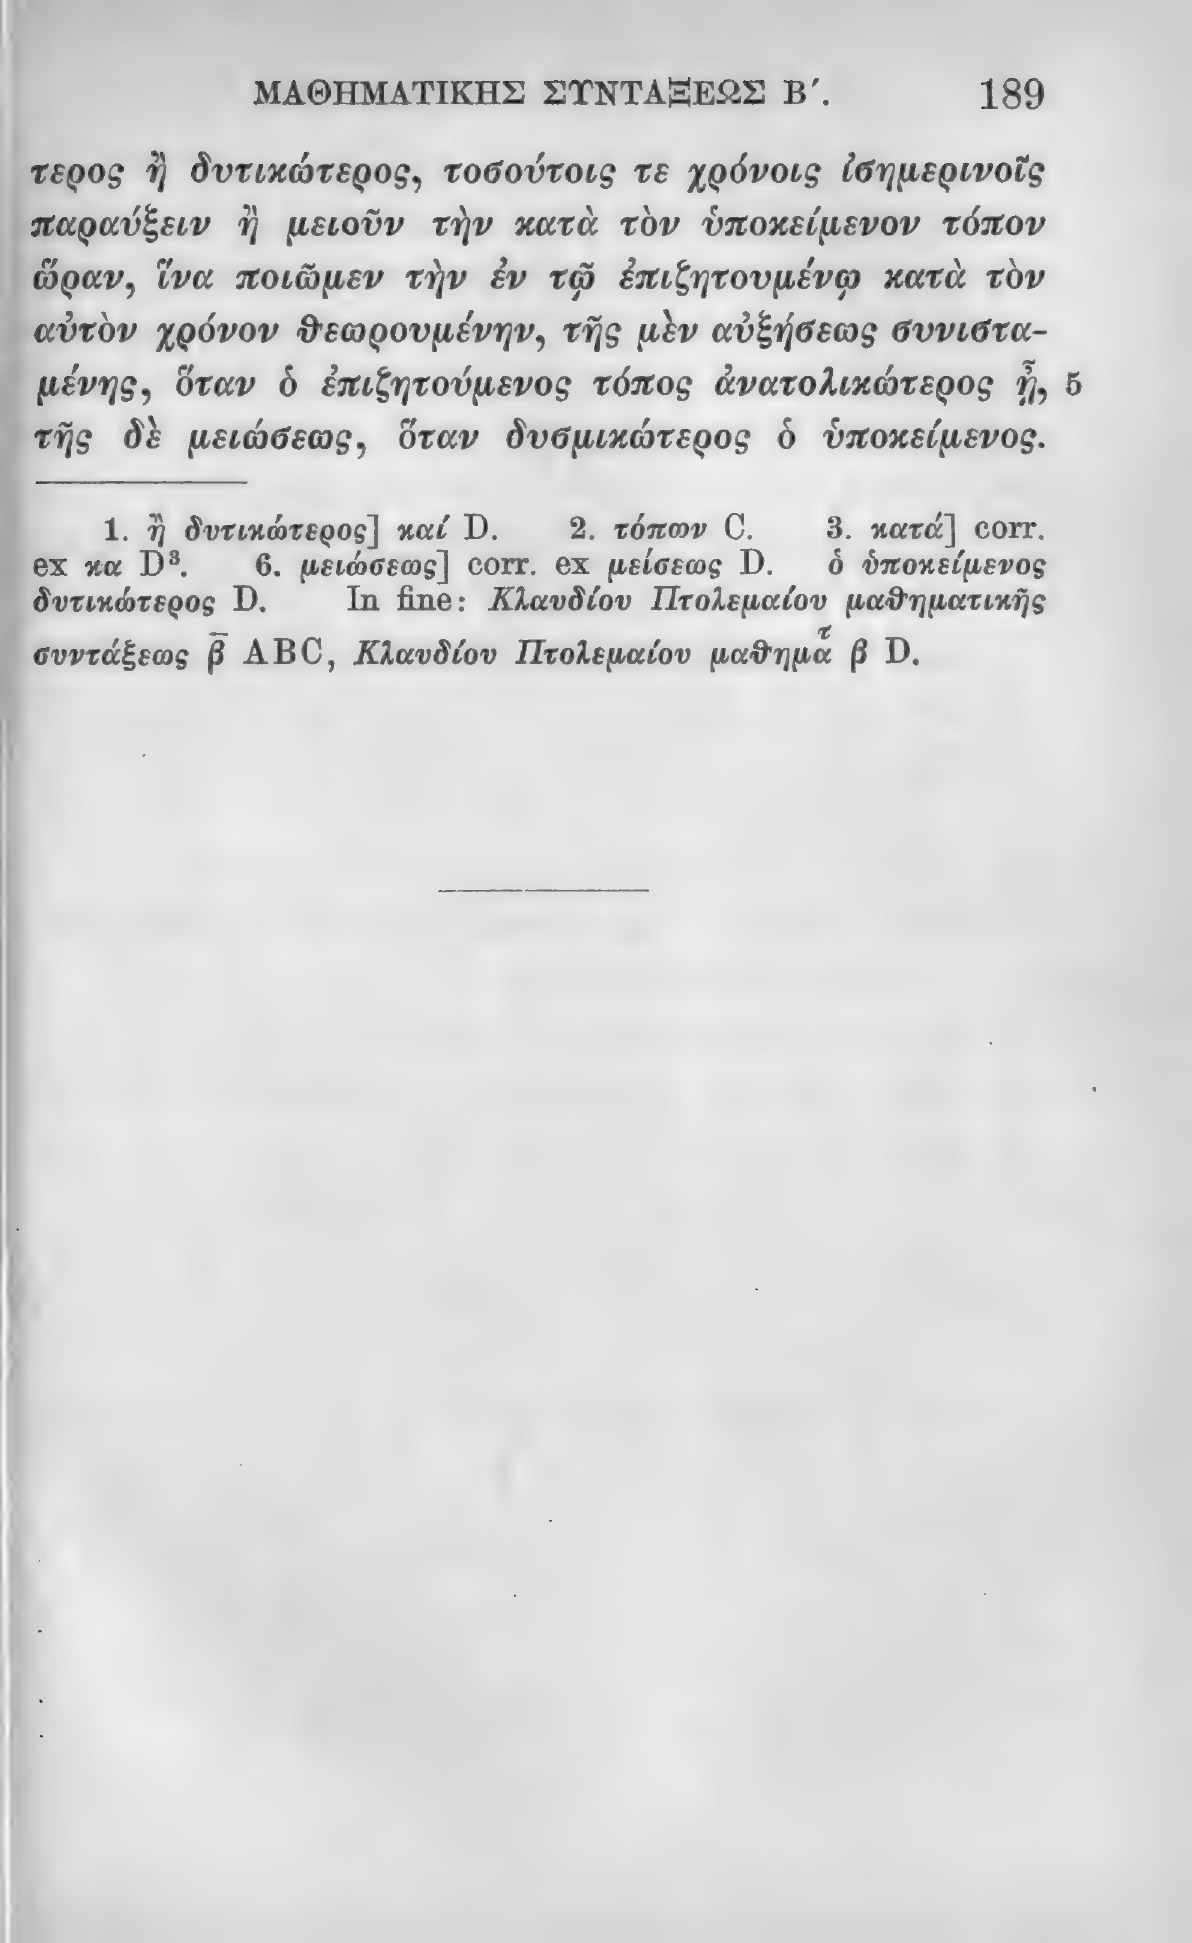 ΜΑΘΗΜΑΤΙΚΗΣ ΣΥΝΤΑΞΕΩΣ Β΄. 189
τερος ἢ δυτικώτερος, τοσούτοις τε χρόνοις ἰσημερινοῖς
παραύξειν ἢ μειοῦν τὴν κατὰ τὸν ὑποκείμενον τόπον
ὥραν, ἵνα ποιῶμεν τὴν ἐν τῷ ἐπιζητουμένῳ κατὰ τὸν
αὐτὸν χρόνον θεωρουμένην, τῆς μὲν αὐξήσεως συνιστα-
μένης, ὅταν ὁ ἐπιζητούμενος τόπος ἀνατολικώτερος ᾖ, 5
τῆς δὲ μειώσεως, ὅταν δυσμικώτερος ὁ ὑποκείμενος.
1. ἢ δυτικώτερος] καί D. 2. τόπων C. 3. κατά] corr.
ex κα D³. 6. μειώσεως] corr. ex μείσεως D. ὁ ὑποκείμενος
δυτικώτερος D. In fine: Κλαυδίου Πτολεμαίου μαθηματικῆς
συντάξεως β̄ ABC, Κλαυδίου Πτολεμαίου μαθημα̇τ β D.